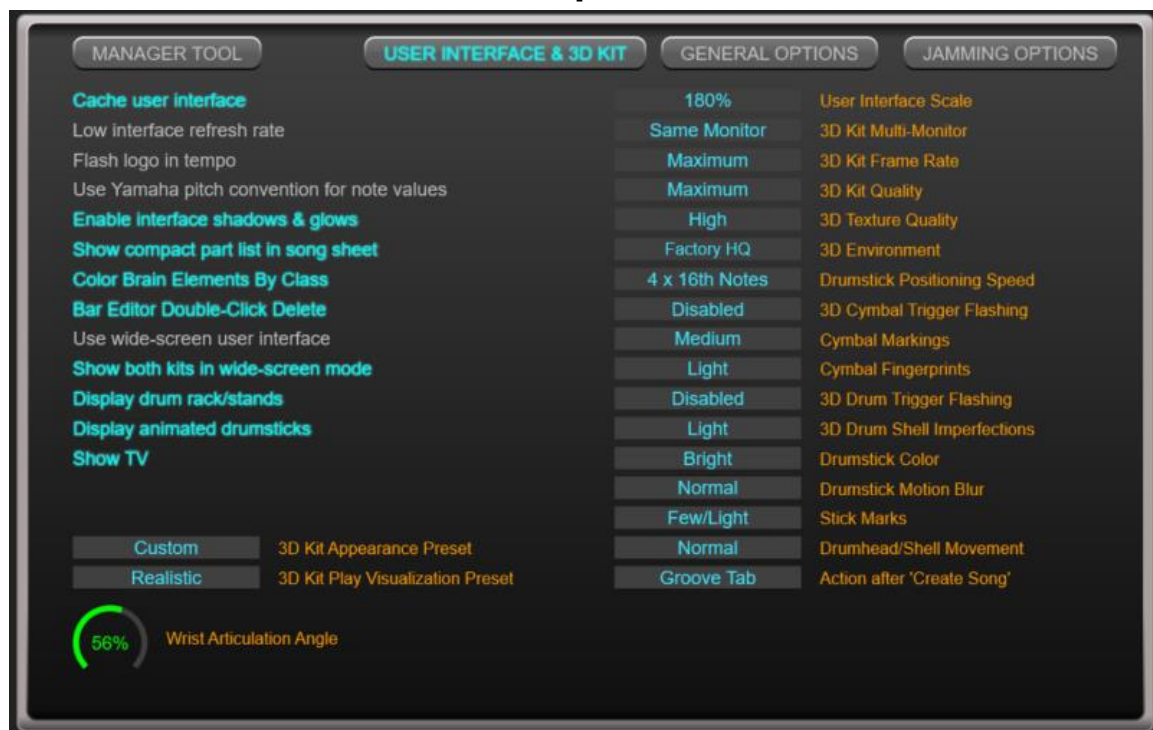 MANAGER TOOL USER INTERFACE & 3D KIT GENERAL OPTIONS JAMMING OPTIONS
Cache user interface 180% User Interface Scale
Low interface refresh rate Same Monitor 3D Kit Multi-Monitor
Flash logo in tempo Maximum 3D Kit Frame Rate
Use Yamaha pitch convention for note values Maximum 3D Kit Quality
Enable interface shadows & glows High 3D Texture Quality
Show compact part list in song sheet Factory HQ 3D Environment
Color Brain Elements By Class 4 x 16th Notes Drumstick Positioning Speed
Bar Editor Double-Click Delete Disabled 3D Cymbal Trigger Flashing
Use wide-screen user interface Medium Cymbal Markings
Show both kits in wide-screen mode Light Cymbal Fingerprints
Display drum rack/stands Disabled 3D Drum Trigger Flashing
Display animated drumsticks Light 3D Drum Shell Imperfections
Show TV Bright Drumstick Color
Normal Drumstick Motion Blur
Few/Light Stick Marks
Custom 3D Kit Appearance Preset Normal Drumhead/Shell Movement
Realistic 3D Kit Play Visualization Preset Groove Tab Action after 'Create Song'
56% Wrist Articulation Angle